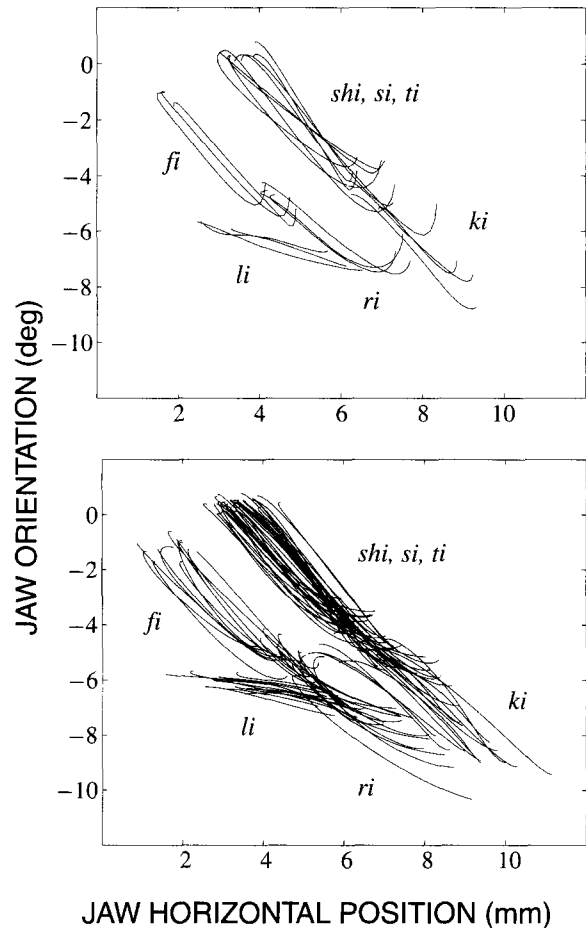 0
−2
−4
−6
−8
−10
2 4 6 8 10
shi, si, ti
fi
ki
li
ri
JAW ORIENTATION (deg)
0
−2
−4
−6
−8
−10
2 4 6 8 10
shi, si, ti
fi
ki
li
ri
JAW HORIZONTAL POSITION (mm)